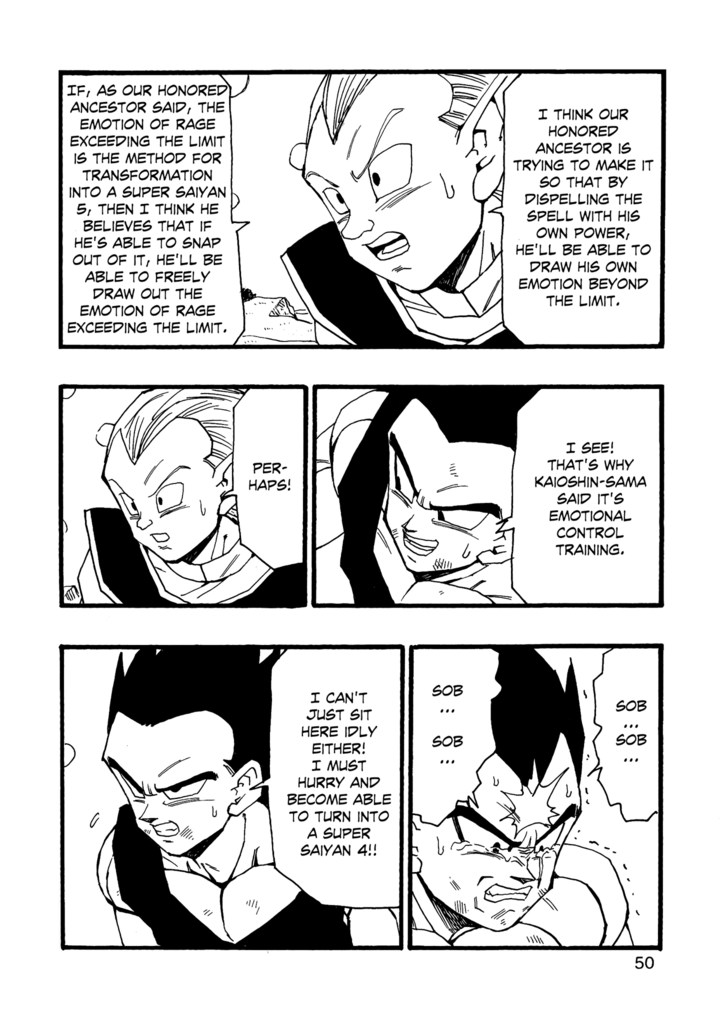 I THINK OUR
HONORED
ANCESTOR IS
TRYING TO MAKE IT
SO THAT BY
DISPELLING THE
SPELL WITH HIS
OWN POWER,
HE'LL BE ABLE TO
DRAW HIS OWN
EMOTION BEYOND
THE LIMIT.
IF, AS OUR HONORED
ANCESTOR SAID, THE
EMOTION OF RAGE
EXCEEDING THE LIMIT
IS THE METHOD FOR
TRANSFORMATION
INTO A SUPER SAIYAN
5, THEN I THINK HE
BELIEVES THAT IF
HE'S ABLE TO SNAP
OUT OF IT, HE'LL BE
ABLE TO FREELY
DRAW OUT THE
EMOTION OF RAGE
EXCEEDING THE LIMIT.
I SEE!
THAT'S WHY
KAIOSHIN-SAMA
SAID IT'S
EMOTIONAL
CONTROL
TRAINING.
PER-
HAPS!
SOB
...
SOB
...
SOB
...
SOB
...
I CAN'T
JUST SIT
HERE IDLY
EITHER!
I MUST
HURRY AND
BECOME ABLE
TO TURN INTO
A SUPER
SAIYAN 4!!
50